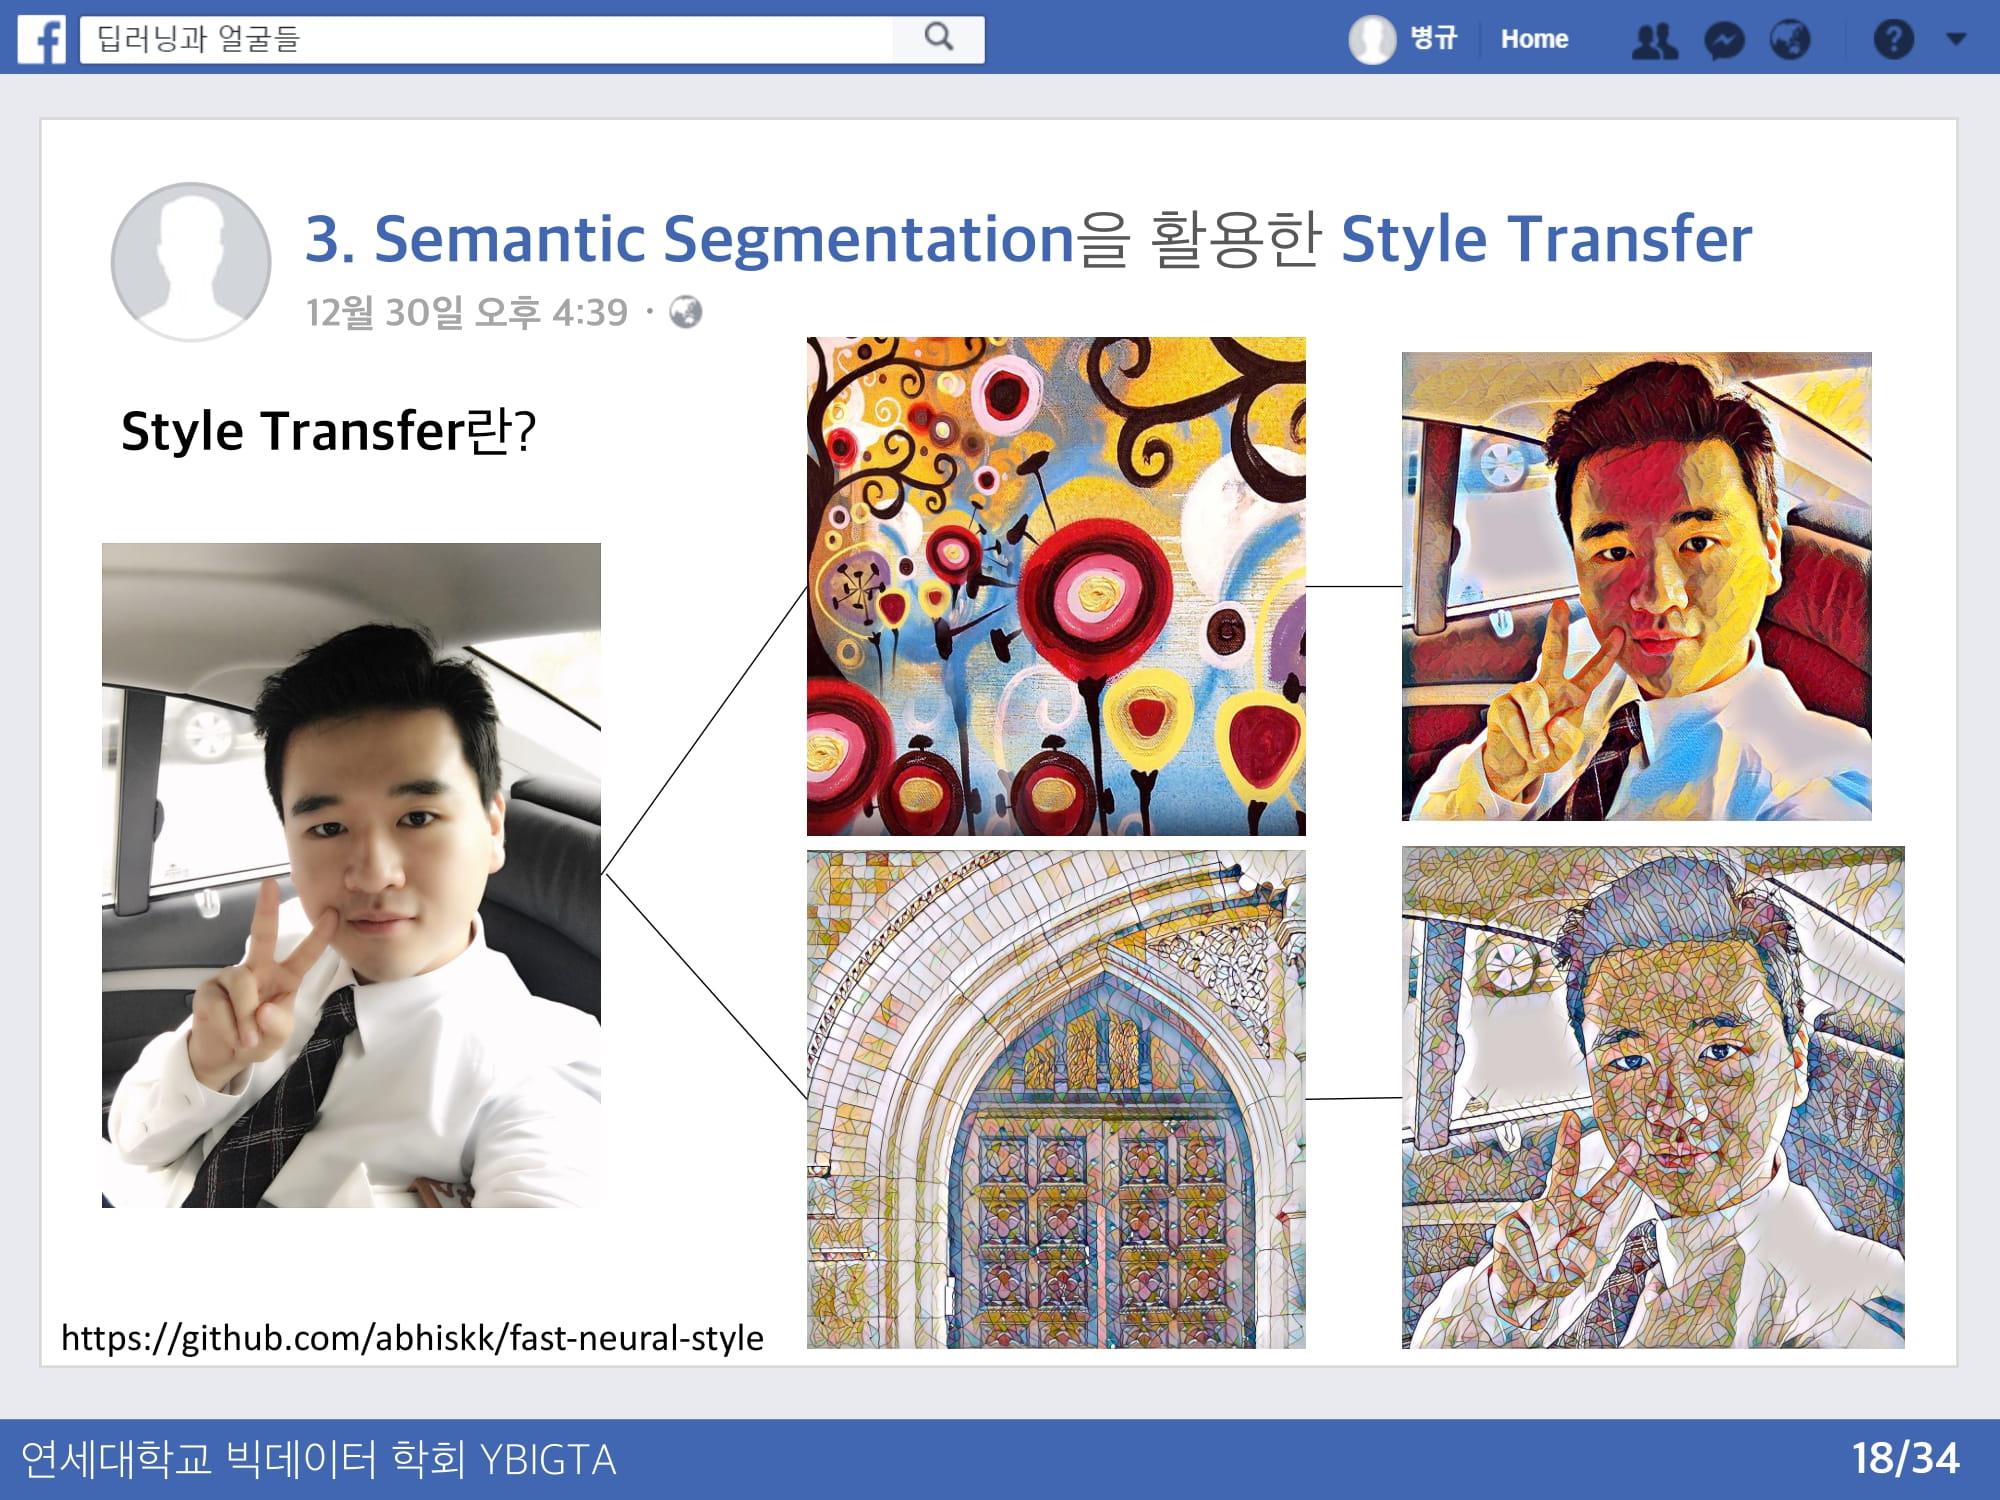 f 딥러닝과 얼굴들 병규 Home ?
3. Semantic Segmentation을 활용한 Style Transfer
12월 30일 오후 4:39 ·
Style Transfer란?
https://github.com/abhiskk/fast-neural-style
연세대학교 빅데이터 학회 YBIGTA 18/34